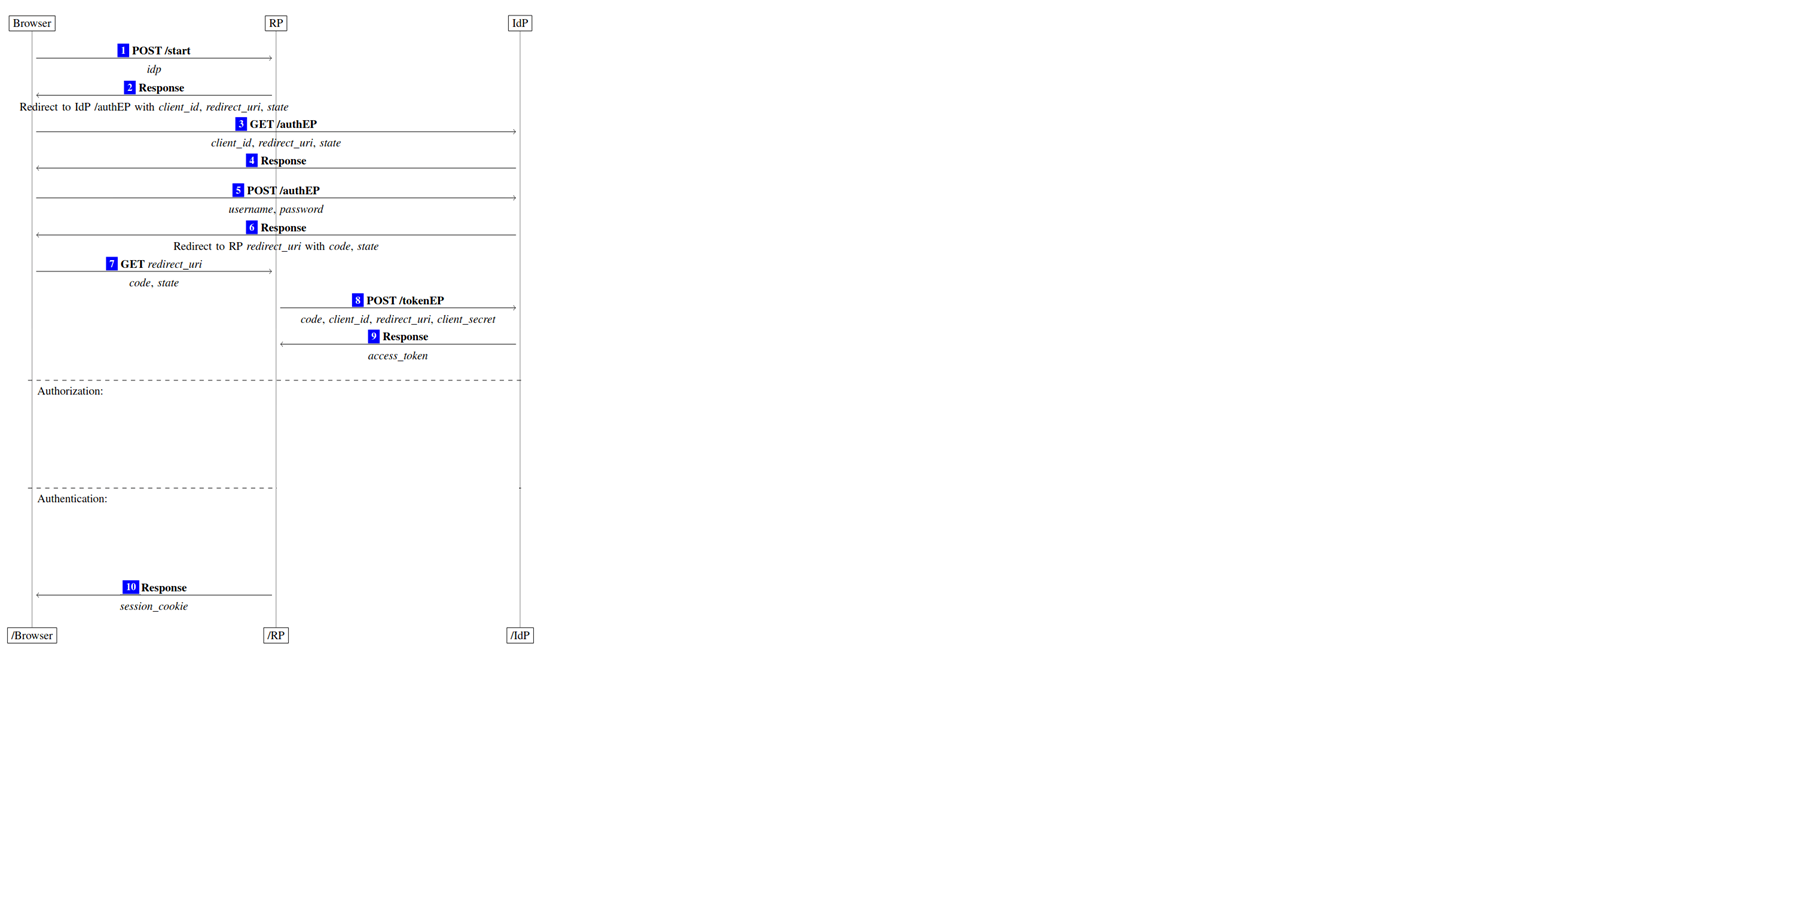 Browser RP IdP
1 POST /start
idp
2 Response
Redirect to IdP /authEP with client_id, redirect_uri, state
3 GET /authEP
client_id, redirect_uri, state
4 Response
5 POST /authEP
username, password
6 Response
Redirect to RP redirect_uri with code, state
7 GET redirect_uri
code, state
8 POST /tokenEP
code, client_id, redirect_uri, client_secret
9 Response
access_token
Authorization:
Authentication:
10 Response
session_cookie
/Browser /RP /IdP